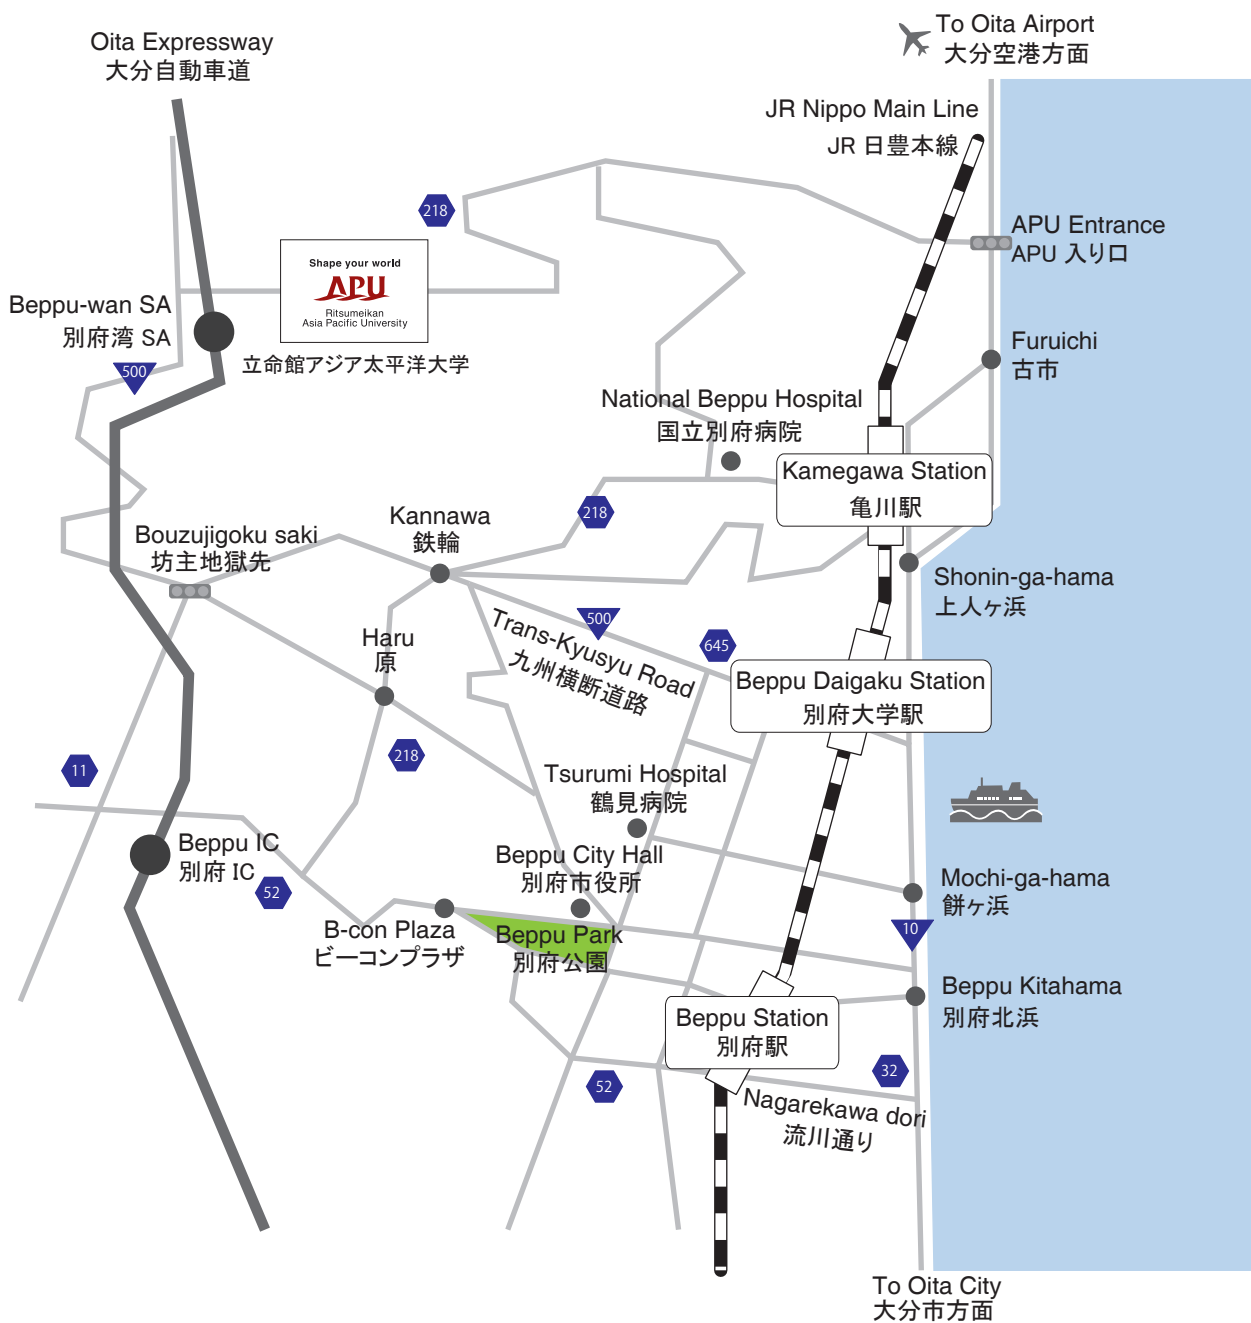 To Oita Airport
大分空港方面
Oita Expressway
大分自動車道
JR Nippo Main Line
JR 日豊本線
218
APU Entrance
APU 入り口
Shape your world
APU
Ritsumeikan
Asia Pacific University
立命館アジア太平洋大学
Beppu-wan SA
別府湾 SA
500
Furuichi
古市
National Beppu Hospital
国立別府病院
Kamegawa Station
亀川駅
218
Kannawa
鉄輪
Bouzujigoku saki
坊主地獄先
Shonin-ga-hama
上人ヶ浜
500
Trans-Kyusyu Road
九州横断道路
645
Haru
原
Beppu Daigaku Station
別府大学駅
11
218
Tsurumi Hospital
鶴見病院
Beppu IC
別府 IC
52
Beppu City Hall
別府市役所
Mochi-ga-hama
餅ヶ浜
10
B-con Plaza
ビーコンプラザ
Beppu Park
別府公園
Beppu Kitahama
別府北浜
Beppu Station
別府駅
32
52
Nagarekawa dori
流川通り
To Oita City
大分市方面